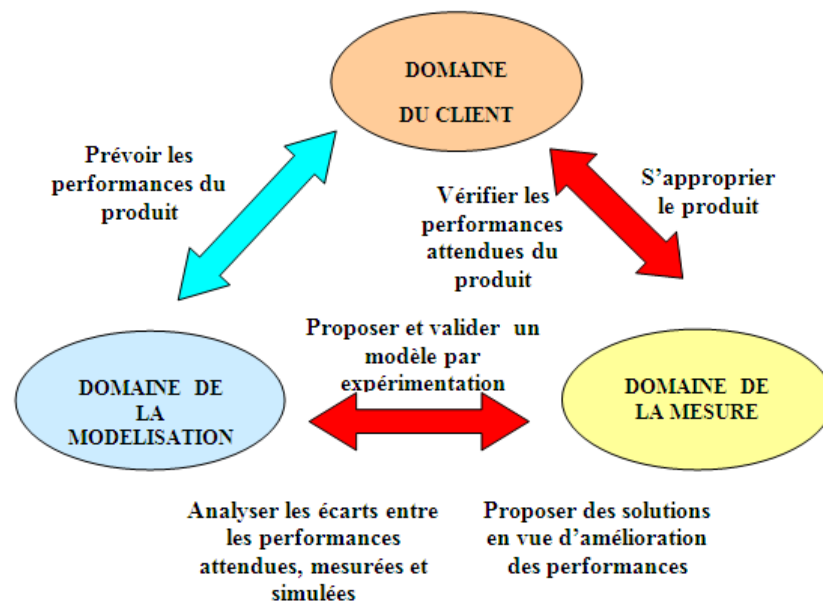 DOMAINE
DU CLIENT
Prévoir les
performances du
produit
Vérifier les
performances
attendues du
produit
S'approprier
le produit
Proposer et valider un
modèle par
expérimentation
DOMAINE DE
LA
MODELISATION
DOMAINE DE
LA MESURE
Analyser les écarts entre
les performances
attendues, mesurées et
simulées
Proposer des solutions
en vue d'amélioration
des performances